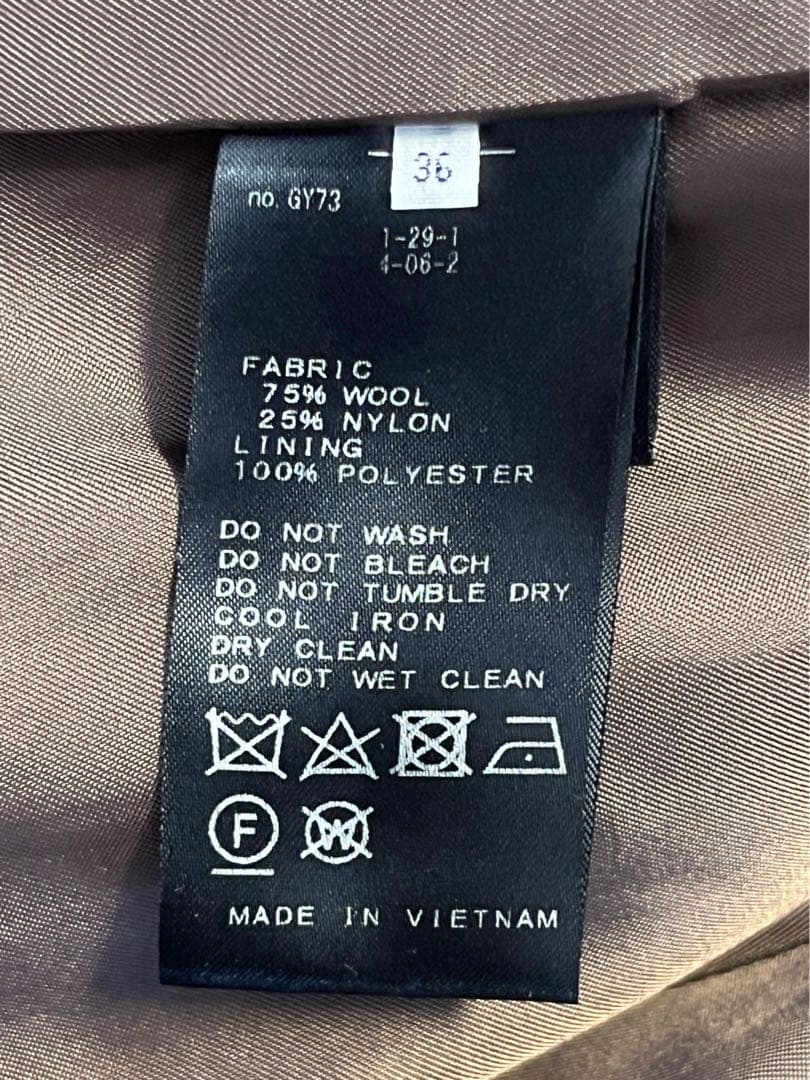 36
no. GY73
1-29-1
4-06-2
FABRIC
75% WOOL
25% NYLON
LINING
100% POLYESTER
DO NOT WASH
DO NOT BLEACH
DO NOT TUMBLE DRY
COOL IRON
DRY CLEAN
DO NOT WET CLEAN
F W
MADE IN VIETNAM